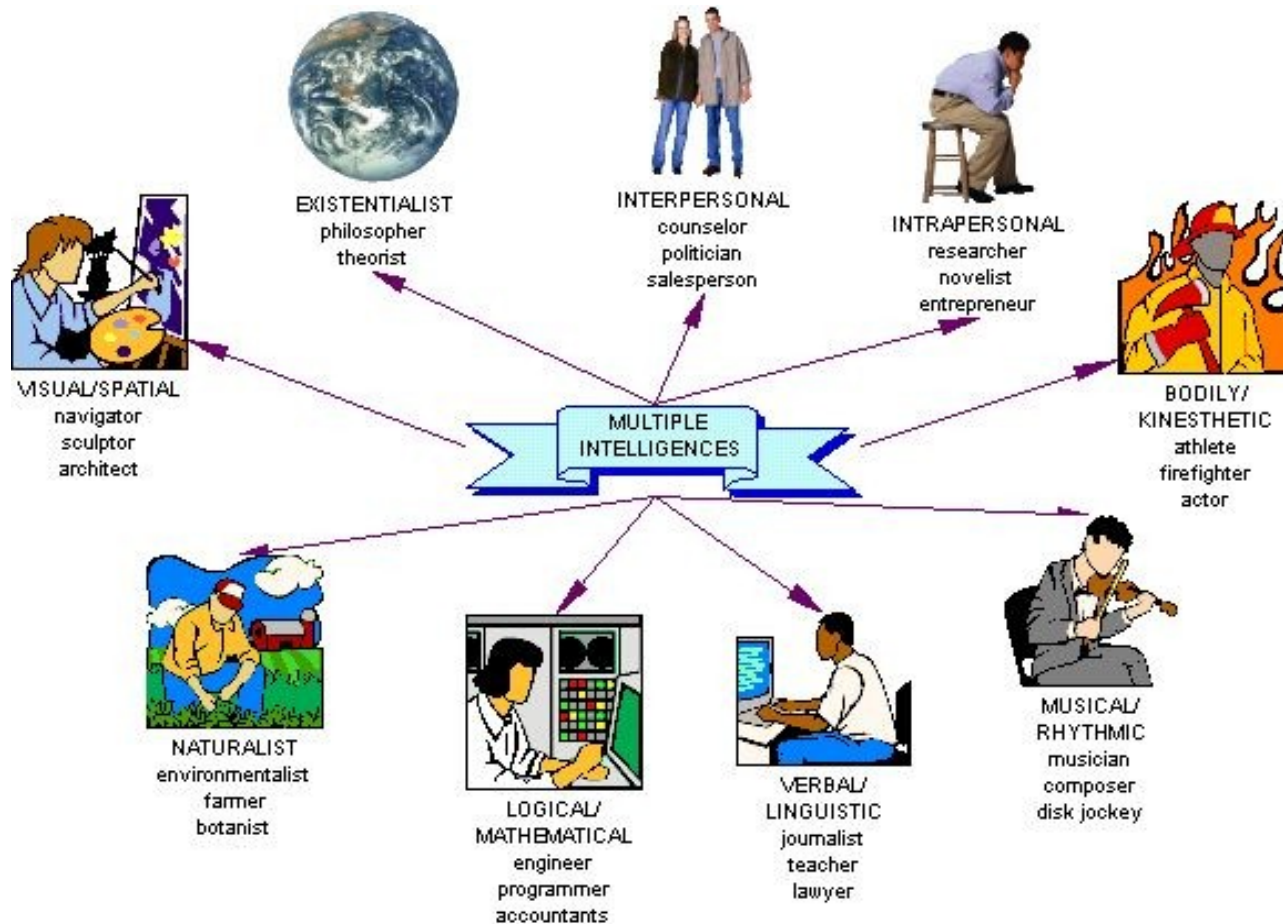 EXISTENTIALIST
philosopher
theorist
INTERPERSONAL
counselor
politician
salesperson
INTRAPERSONAL
researcher
novelist
entrepreneur
VISUAL/SPATIAL
navigator
sculptor
architect
MULTIPLE
INTELLIGENCES
BODILY/
KINESTHETIC
athlete
firefighter
actor
NATURALIST
environmentalist
farmer
botanist
LOGICAL/
MATHEMATICAL
engineer
programmer
accountants
VERBAL/
LINGUISTIC
journalist
teacher
lawyer
MUSICAL/
RHYTHMIC
musician
composer
disk jockey